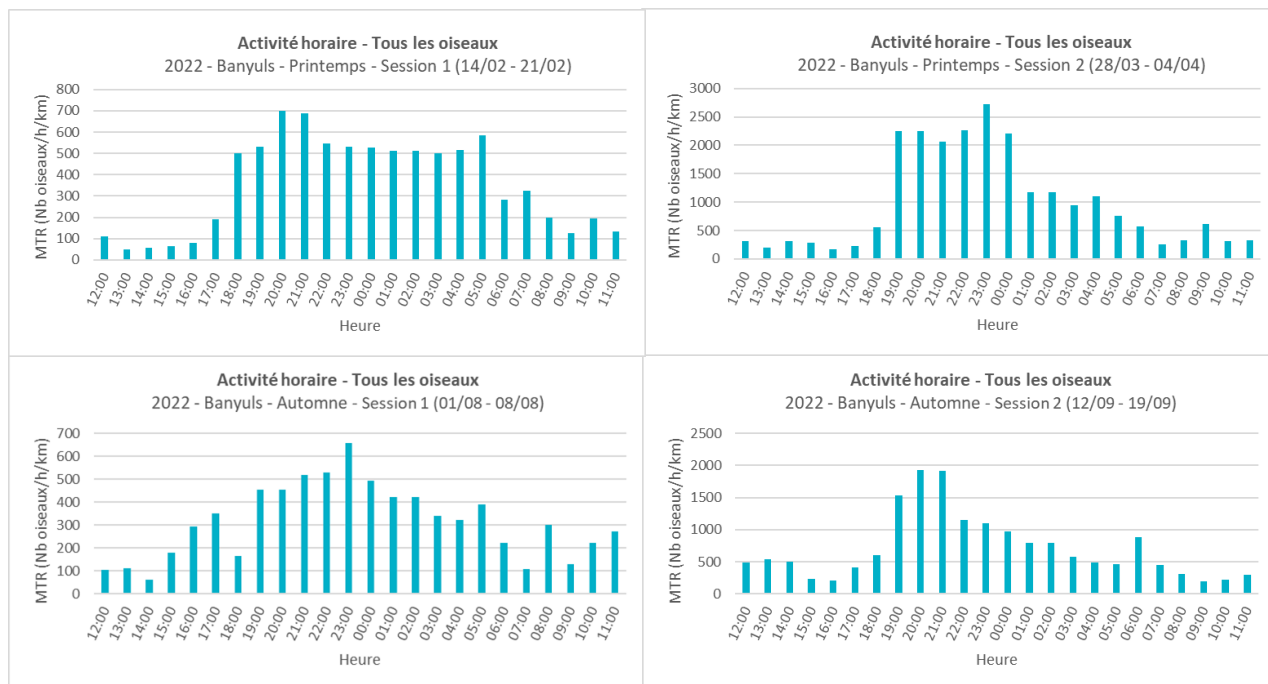 Activité horaire - Tous les oiseaux
2022 - Banyuls - Printemps - Session 1 (14/02 - 21/02)
MTR (Nb oiseaux/h/km)
800
700
600
500
400
300
200
100
0
12:00 13:00 14:00 15:00 16:00 17:00 18:00 19:00 20:00 21:00 22:00 23:00 00:00 01:00 02:00 03:00 04:00 05:00 06:00 07:00 08:00 09:00 10:00 11:00
Heure
Activité horaire - Tous les oiseaux
2022 - Banyuls - Printemps - Session 2 (28/03 - 04/04)
MTR (Nb oiseaux/h/km)
3000
2500
2000
1500
1000
500
0
12:00 13:00 14:00 15:00 16:00 17:00 18:00 19:00 20:00 21:00 22:00 23:00 00:00 01:00 02:00 03:00 04:00 05:00 06:00 07:00 08:00 09:00 10:00 11:00
Heure
Activité horaire - Tous les oiseaux
2022 - Banyuls - Automne - Session 1 (01/08 - 08/08)
MTR (Nb oiseaux/h/km)
700
600
500
400
300
200
100
0
12:00 13:00 14:00 15:00 16:00 17:00 18:00 19:00 20:00 21:00 22:00 23:00 00:00 01:00 02:00 03:00 04:00 05:00 06:00 07:00 08:00 09:00 10:00 11:00
Heure
Activité horaire - Tous les oiseaux
2022 - Banyuls - Automne - Session 2 (12/09 - 19/09)
MTR (Nb oiseaux/h/km)
2500
2000
1500
1000
500
0
12:00 13:00 14:00 15:00 16:00 17:00 18:00 19:00 20:00 21:00 22:00 23:00 00:00 01:00 02:00 03:00 04:00 05:00 06:00 07:00 08:00 09:00 10:00 11:00
Heure